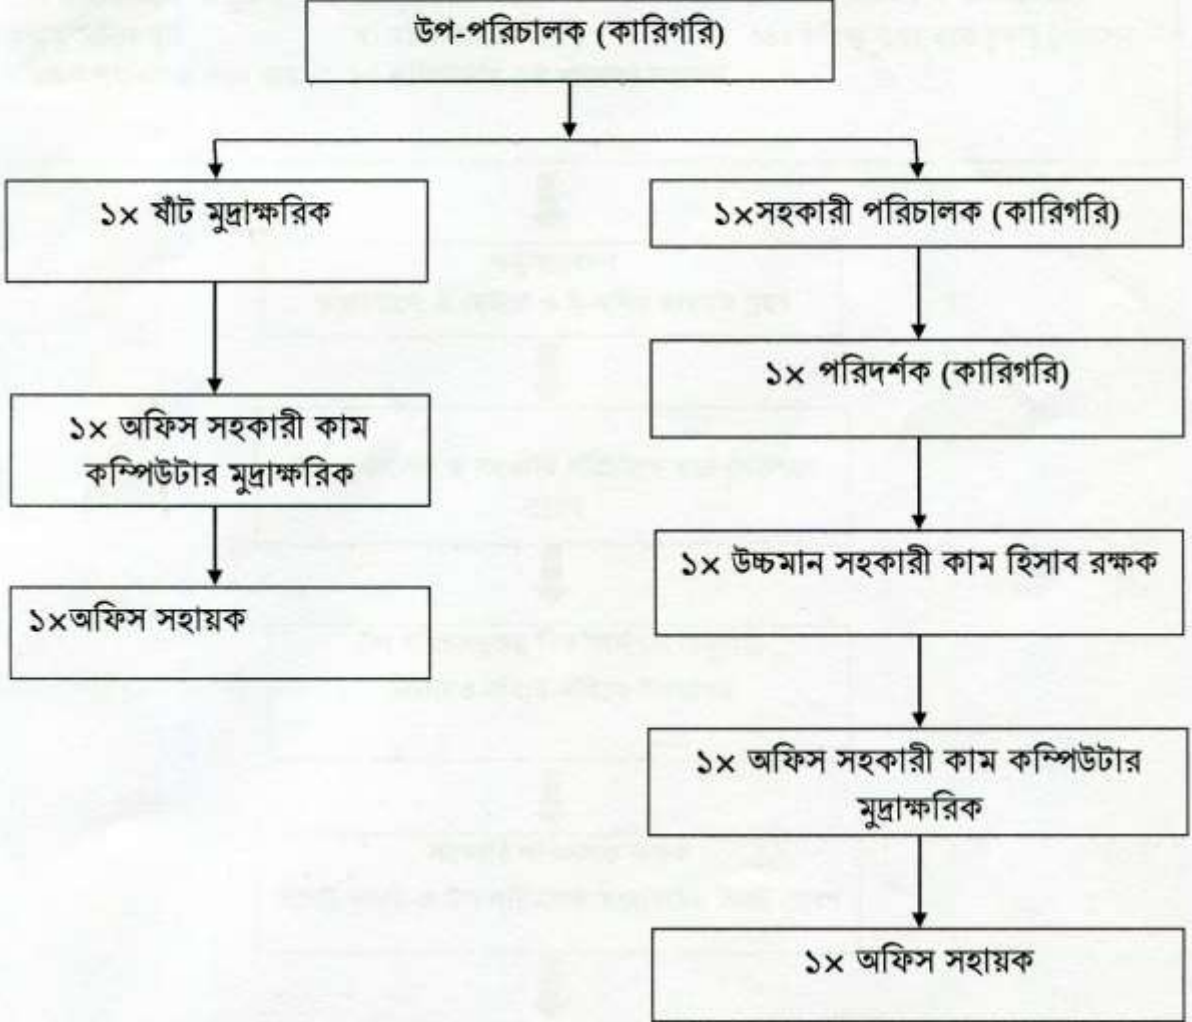 উপ-পরিচালক (কারিগরি)
১× ষাঁট মুদ্রাক্ষরিক
১×সহকারী পরিচালক (কারিগরি)
১× পরিদর্শক (কারিগরি)
১× অফিস সহকারী কাম
কম্পিউটার মুদ্রাক্ষরিক
১× উচ্চমান সহকারী কাম হিসাব রক্ষক
১×অফিস সহায়ক
১× অফিস সহকারী কাম কম্পিউটার
মুদ্রাক্ষরিক
১× অফিস সহায়ক